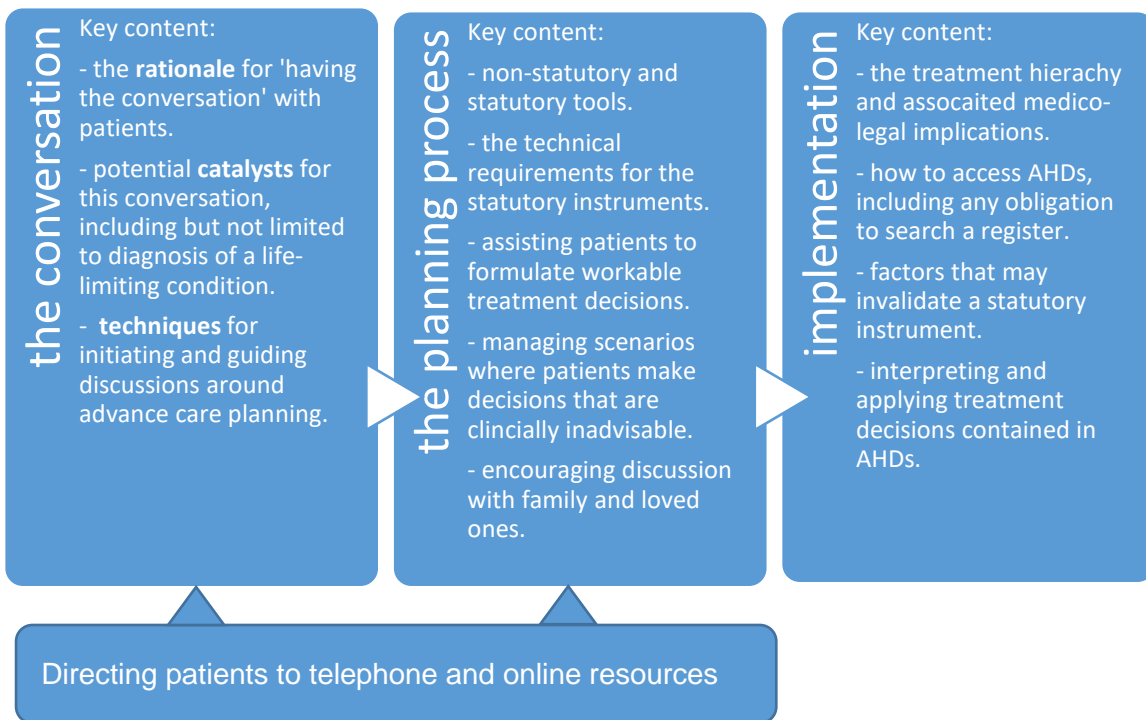 the conversation
Key content:
- the rationale for 'having
the conversation' with
patients.
- potential catalysts for
this conversation,
including but not limited
to diagnosis of a life-
limiting condition.
- techniques for
initiating and guiding
discussions around
advance care planning.
the planning process
Key content:
- non-statutory and
statutory tools.
- the technical
requirements for the
statutory instruments.
- assisting patients to
formulate workable
treatment decisions.
- managing scenarios
where patients make
decisions that are
clincially inadvisable.
- encouraging discussion
with family and loved
ones.
implementation
Key content:
- the treatment hierachy
and assocaited medico-
legal implications.
- how to access AHDs,
including any obligation
to search a register.
- factors that may
invalidate a statutory
instrument.
- interpreting and
applying treatment
decisions contained in
AHDs.
Directing patients to telephone and online resources